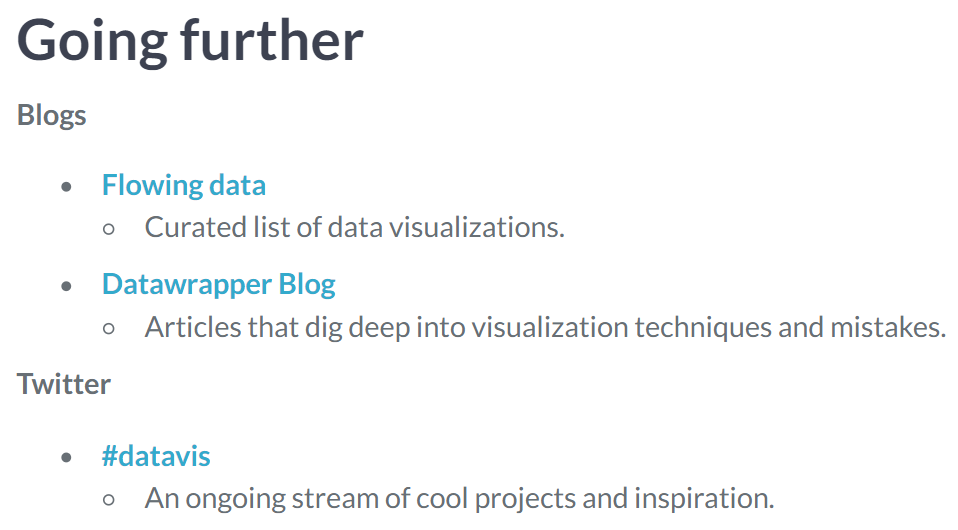 Going further
Blogs
Flowing data
Curated list of data visualizations.
Datawrapper Blog
Articles that dig deep into visualization techniques and mistakes.
Twitter
#datavis
An ongoing stream of cool projects and inspiration.